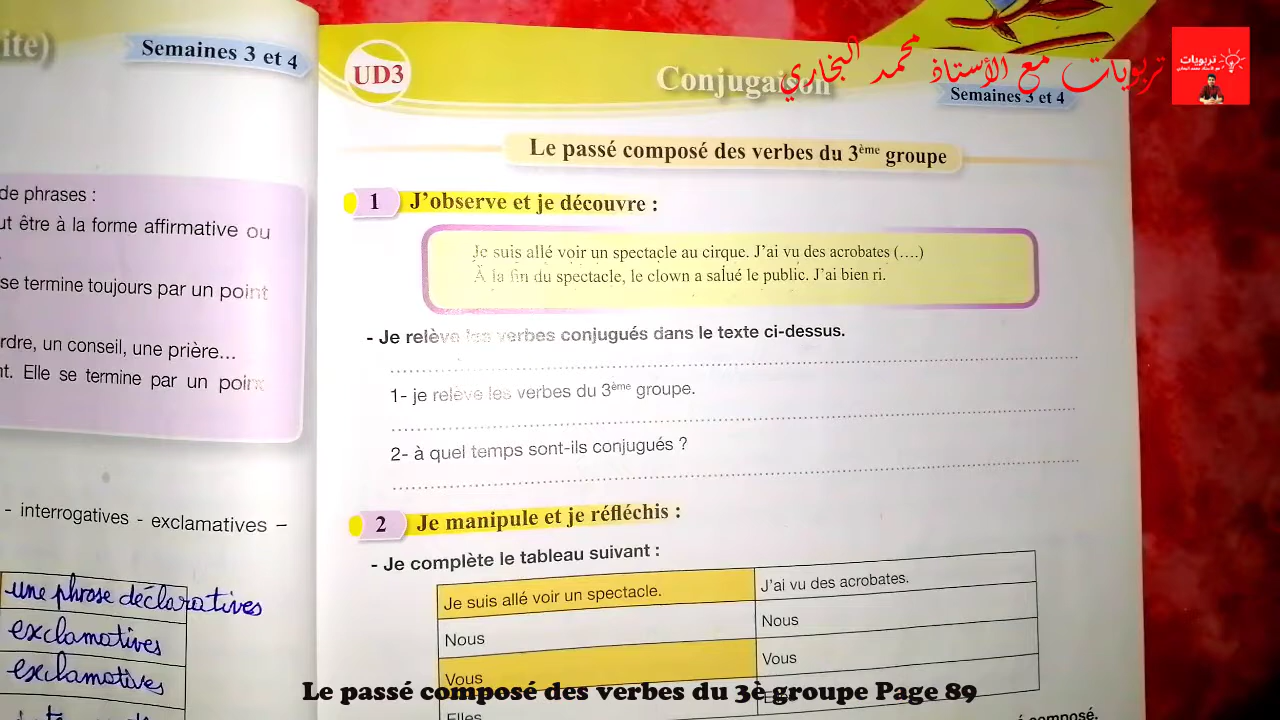 ite)
Semaines 3 et 4
de phrases :
ut être à la forme affirmative ou
se termine toujours par un point
rdre, un conseil, une prière...
nt. Elle se termine par un point
- interrogatives - exclamatives –
une phrase déclaratives
exclamatives
exclamatives
UD3
Conjugaison
Semaines 3 et 4
تربويات مع الأستاذ محمد البخاري
تربويات
Le passé composé des verbes du 3ème groupe
1 J'observe et je découvre :
Je suis allé voir un spectacle au cirque. J'ai vu des acrobates (....)
À la fin du spectacle, le clown a salué le public. J'ai bien ri.
- Je relève les verbes conjugués dans le texte ci-dessus.
1- je relève les verbes du 3ème groupe.
2- à quel temps sont-ils conjugués ?
2 Je manipule et je réfléchis :
- Je complète le tableau suivant :
Je suis allé voir un spectacle. J'ai vu des acrobates.
Nous Nous
Vous Vous
Elles
composé.
Le passé composé des verbes du 3è groupe Page 89